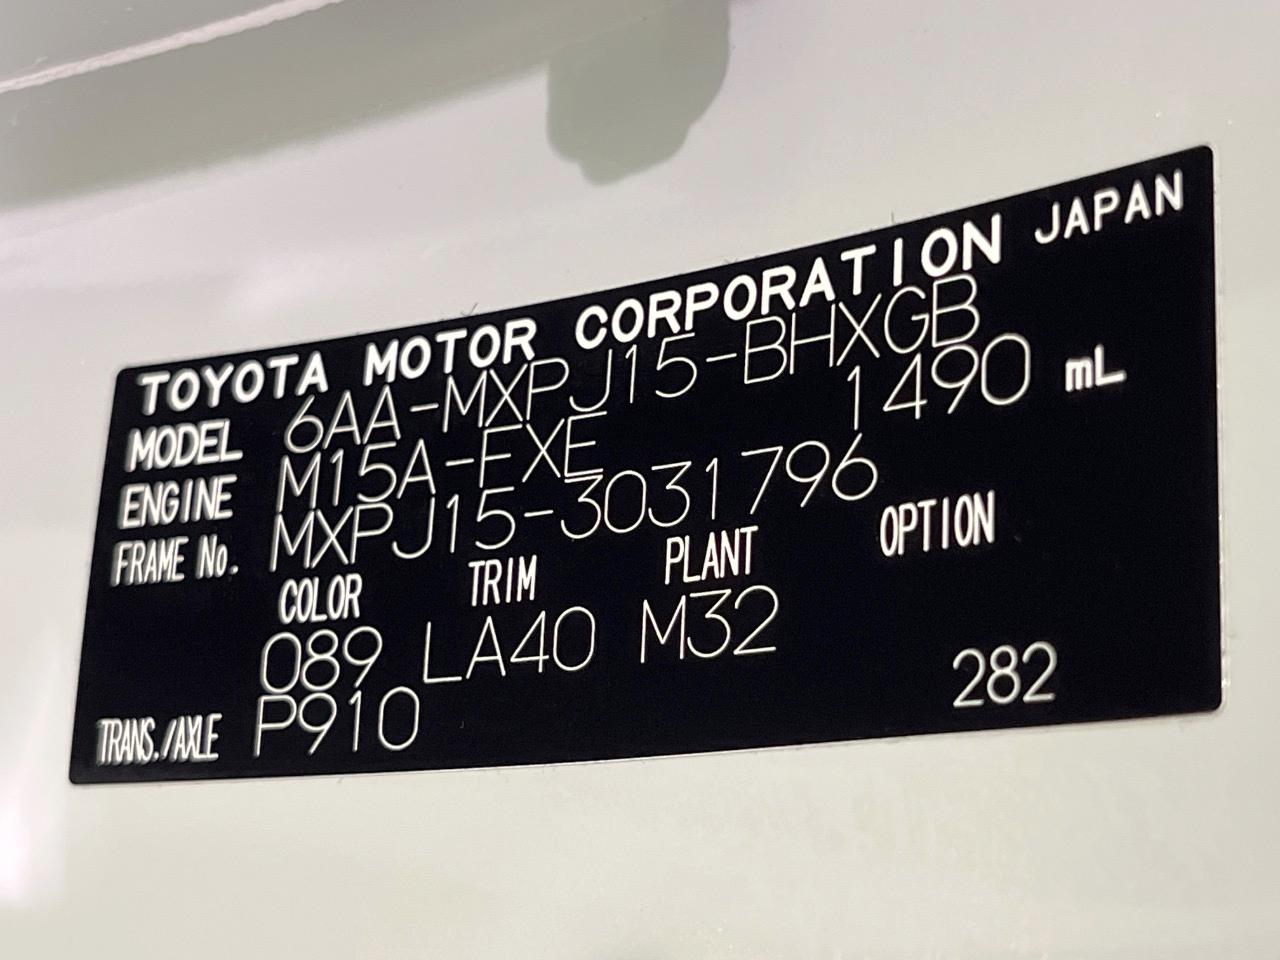 TOYOTA MOTOR CORPORATION JAPAN
MODEL 6AA-MXPJ15-BHXGB
ENGINE M15A-FXE 1490 mL
FRAME No. MXPJ15-3031796
COLOR TRIM PLANT OPTION
089 LA40 M32
TRANS./AXLE P910 282